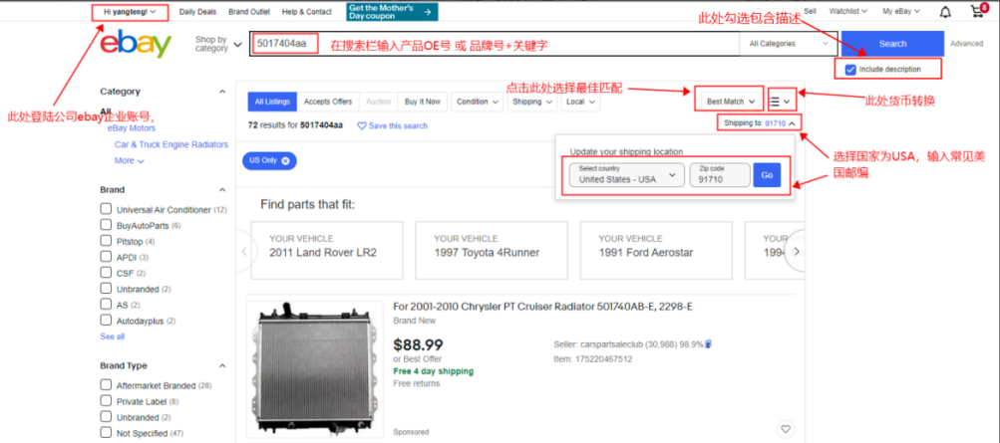 Hi yangteng!
Daily Deals
Brand Outlet
Help & Contact
Get the Mother's
Day coupon
Sell
Watchlist
My eBay
8
此处勾选包含描述
ebay
Shop by
category
5017404aa
在搜索栏输入产品OE号 或 品牌号+关键字
All Categories
Search
Advanced
Include description
点击此处选择最佳匹配
Category
All
eBay Motors
Car & Truck Engine Radiators
More
此处登陆公司ebay企业账号,
All Listings
Accepts Offers
Auction
Buy It Now
Condition
Shipping
Local
Best Match
此处货币转换
72 results for 5017404aa
Save this search
Shipping to: 91710
US Only
Update your shipping location
Select country
United States - USA
Zip code
91710
Go
选择国家为USA，输入常见美
国邮编
Brand
Universal Air Conditioner (12)
BuyAutoParts (6)
Pitstop (4)
APDI (3)
CSF (2)
Unbranded (2)
AS (2)
Autodayplus (2)
See all
Find parts that fit:
YOUR VEHICLE
2011 Land Rover LR2
YOUR VEHICLE
1997 Toyota 4Runner
YOUR VEHICLE
1991 Ford Aerostar
YOUR
199
For 2001-2010 Chrysler PT Cruiser Radiator 501740AB-E, 2298-E
Brand New
$88.99
or Best Offer
Free 4 day shipping
Free returns
Seller: carspartsaleclub (30,988) 98.9%
Item: 175220467512
Sponsored
Brand Type
Aftermarket Branded (28)
Private Label (8)
Unbranded (2)
Not Specified (47)